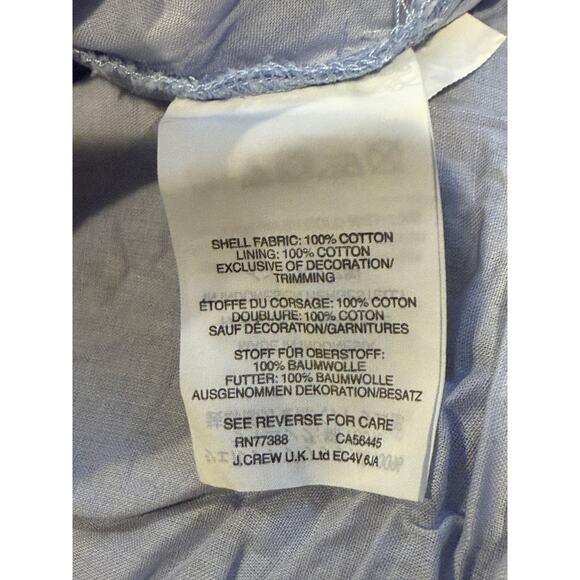 SHELL FABRIC: 100% COTTON
LINING: 100% COTTON
EXCLUSIVE OF DECORATION/
TRIMMING
ÉTOFFE DU CORSAGE: 100% COTON
DOUBLURE: 100% COTON
SAUF DÉCORATION/GARNITURES
STOFF FÜR OBERSTOFF:
100% BAUMWOLLE
FUTTER: 100% BAUMWOLLE
AUSGENOMMEN DEKORATION/BESATZ
SEE REVERSE FOR CARE
RN77388 CA56445
J.CREW U.K. Ltd EC4V 6JA